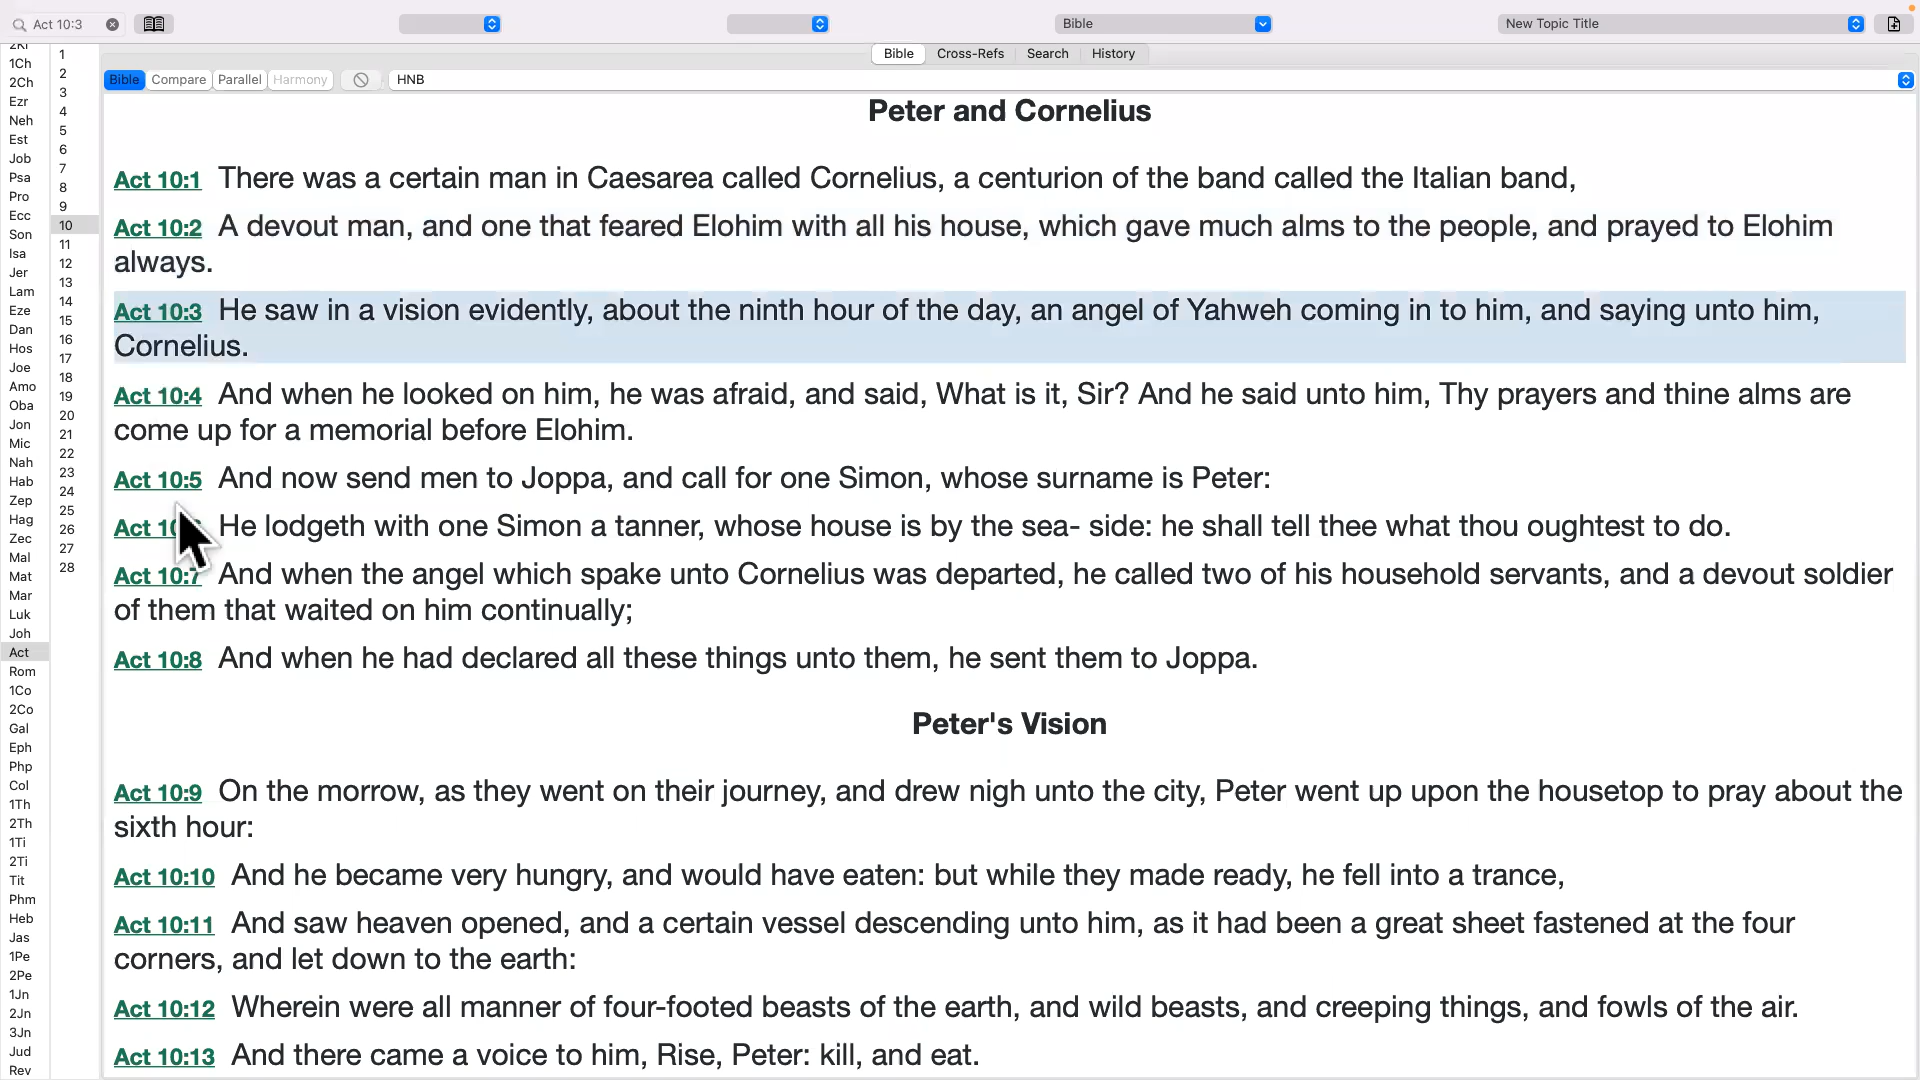 Act 10:3
Bible
New Topic Title
Bible
Cross-Refs
Search
History
Bible
Compare
Parallel
Harmony
HNB
2Ki
1Ch
2Ch
Ezr
Neh
Est
Job
Psa
Pro
Ecc
Son
Isa
Jer
Lam
Eze
Dan
Hos
Joe
Amo
Oba
Jon
Mic
Nah
Hab
Zep
Hag
Zec
Mal
Mat
Mar
Luk
Joh
Act
Rom
1Co
2Co
Gal
Eph
Php
Col
1Th
2Th
1Ti
2Ti
Tit
Phm
Heb
Jas
1Pe
2Pe
1Jn
2Jn
3Jn
Jud
Rev
1
2
3
4
5
6
7
8
9
10
11
12
13
14
15
16
17
18
19
20
21
22
23
24
25
26
27
28
Peter and Cornelius
Act 10:1 There was a certain man in Caesarea called Cornelius, a centurion of the band called the Italian band,
Act 10:2 A devout man, and one that feared Elohim with all his house, which gave much alms to the people, and prayed to Elohim
always.
Act 10:3 He saw in a vision evidently, about the ninth hour of the day, an angel of Yahweh coming in to him, and saying unto him,
Cornelius.
Act 10:4 And when he looked on him, he was afraid, and said, What is it, Sir? And he said unto him, Thy prayers and thine alms are
come up for a memorial before Elohim.
Act 10:5 And now send men to Joppa, and call for one Simon, whose surname is Peter:
Act He lodgeth with one Simon a tanner, whose house is by the sea- side: he shall tell thee what thou oughtest to do.
Act 10:7 And when the angel which spake unto Cornelius was departed, he called two of his household servants, and a devout soldier
of them that waited on him continually;
Act 10:8 And when he had declared all these things unto them, he sent them to Joppa.
Peter's Vision
Act 10:9 On the morrow, as they went on their journey, and drew nigh unto the city, Peter went up upon the housetop to pray about the
sixth hour:
Act 10:10 And he became very hungry, and would have eaten: but while they made ready, he fell into a trance,
Act 10:11 And saw heaven opened, and a certain vessel descending unto him, as it had been a great sheet fastened at the four
corners, and let down to the earth:
Act 10:12 Wherein were all manner of four-footed beasts of the earth, and wild beasts, and creeping things, and fowls of the air.
Act 10:13 And there came a voice to him, Rise, Peter: kill, and eat.